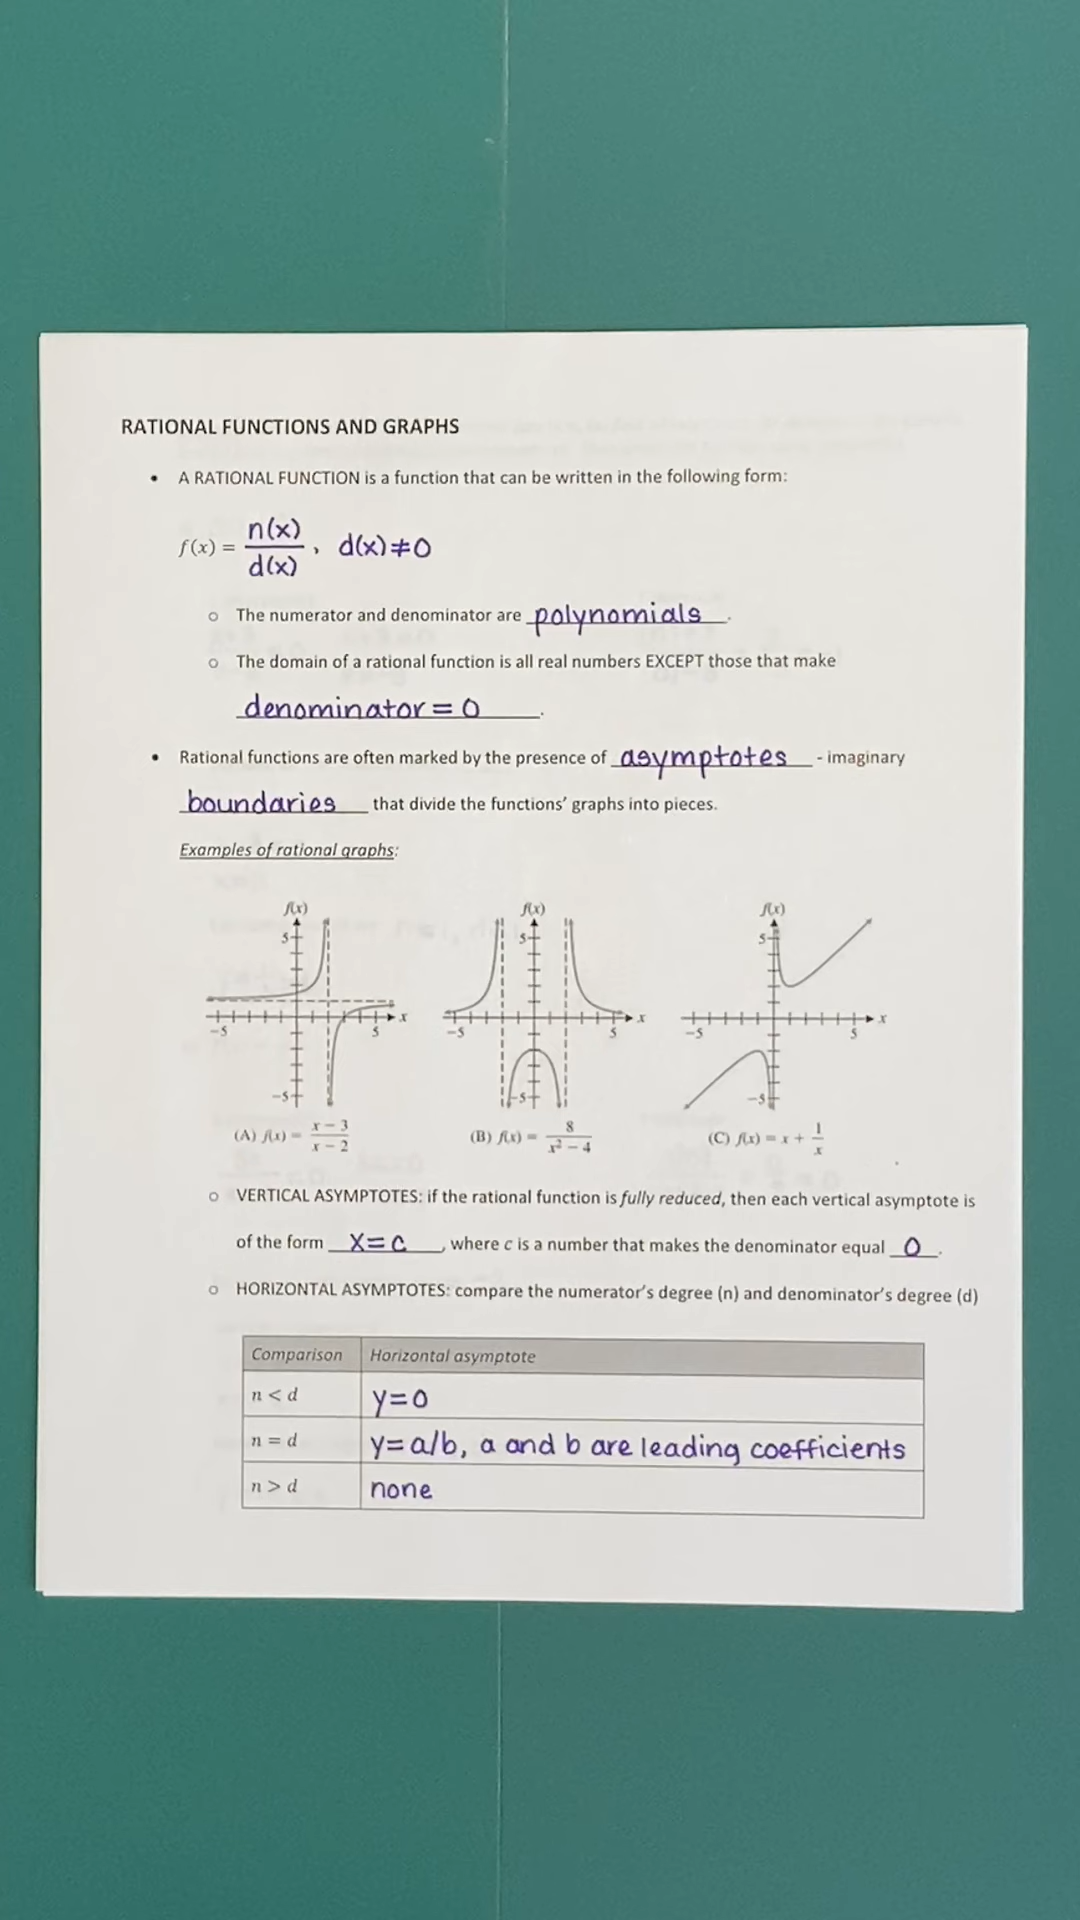 RATIONAL FUNCTIONS AND GRAPHS
• A RATIONAL FUNCTION is a function that can be written in the following form:
f(x) = n(x)/d(x), d(x)≠0
○ The numerator and denominator are polynomials.
○ The domain of a rational function is all real numbers EXCEPT those that make
denominator = 0.
• Rational functions are often marked by the presence of asymptotes - imaginary
boundaries that divide the functions' graphs into pieces.
Examples of rational graphs:
f(x) f(x) f(x)
5 5 5
x x x
-5 5 -5 5 -5 5
-5 -5 -5
(A) f(x) = x - 3 / x - 2 (B) f(x) = 8 / x² - 4 (C) f(x) = x + 1/x
○ VERTICAL ASYMPTOTES: if the rational function is fully reduced, then each vertical asymptote is
of the form x=c, where c is a number that makes the denominator equal 0.
○ HORIZONTAL ASYMPTOTES: compare the numerator's degree (n) and denominator's degree (d)
Comparison Horizontal asymptote
n < d y=0
n = d y=a/b, a and b are leading coefficients
n > d none